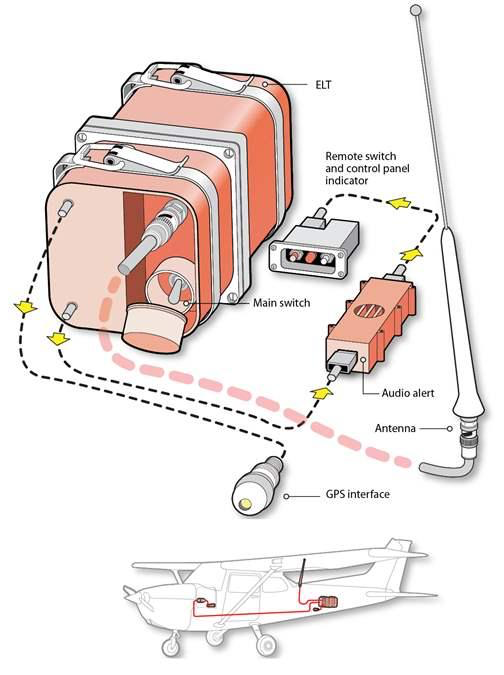 ELT
Remote switch
and control panel
indicator
Main switch
Audio alert
Antenna
GPS interface